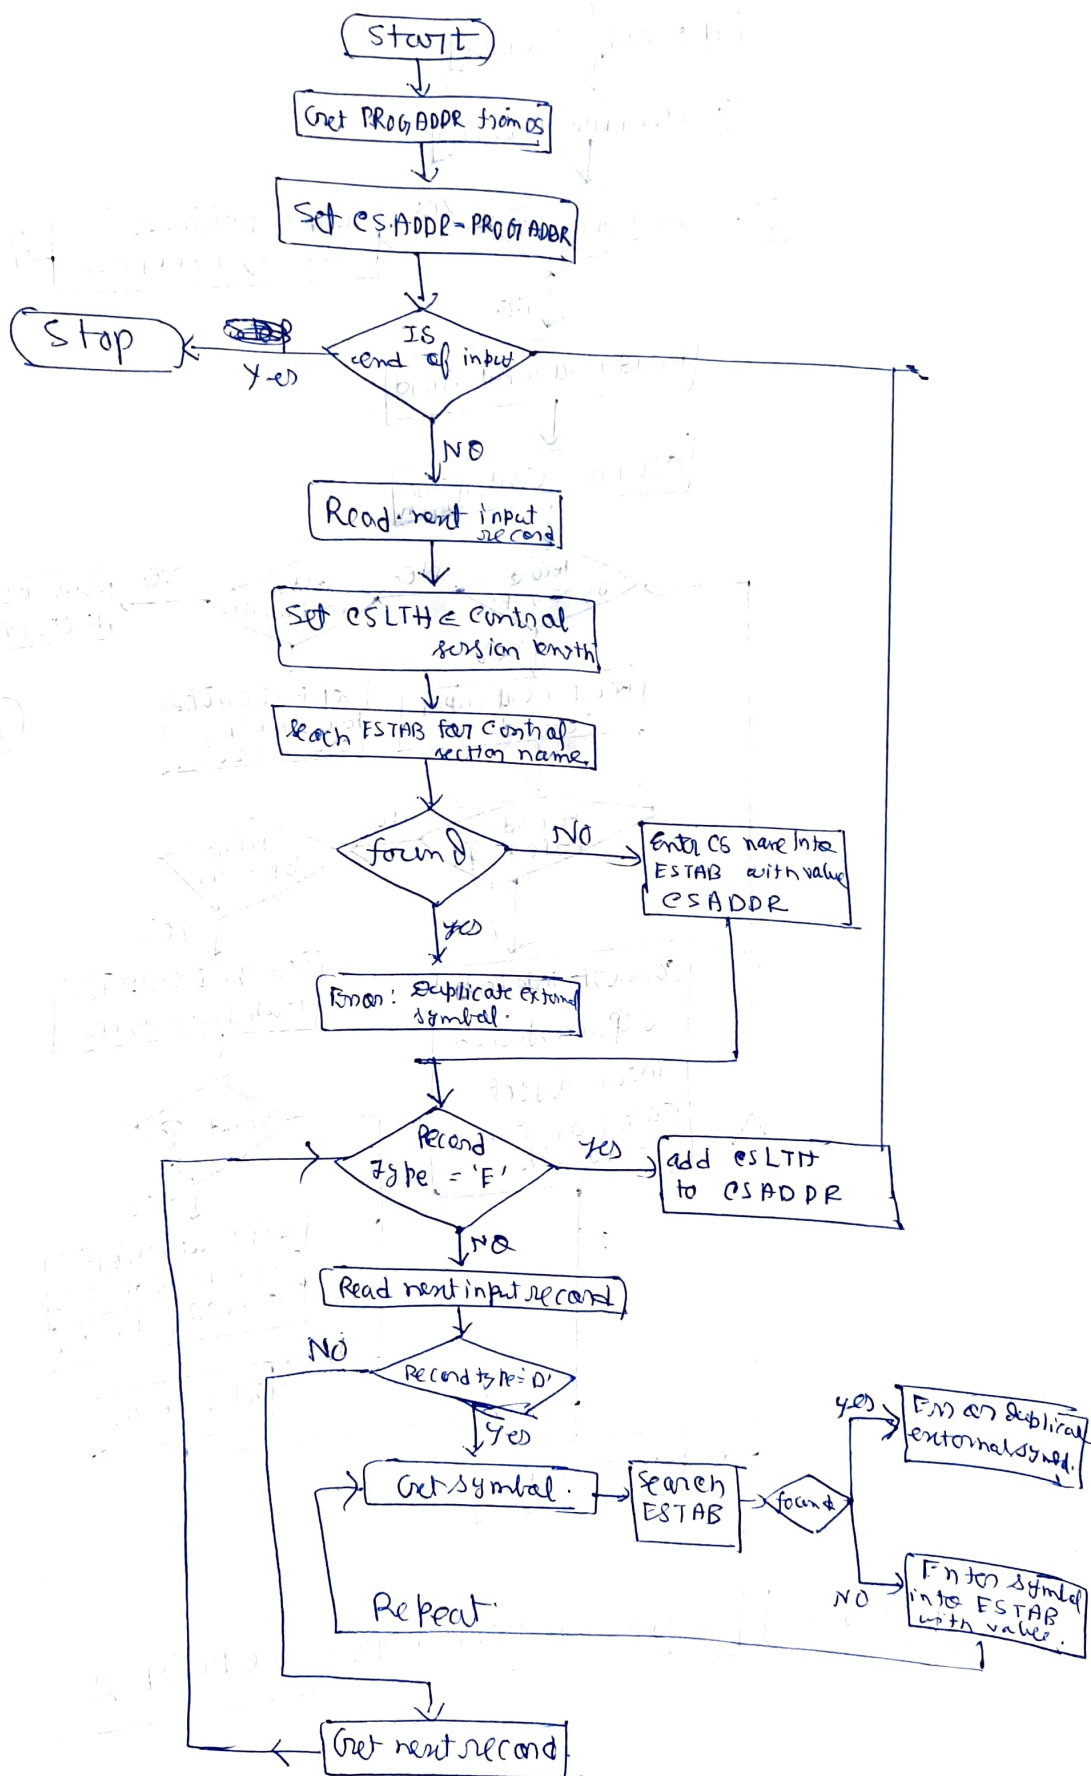 Start
Get PROGADDR from OS
Set CSADDR = PROGADDR
Stop
Yes
IS
end of input
NO
Read next input
record
Set CSLTH ← Control
session length
Search ESTAB for Control
section name.
found
NO
Enter CS name Into
ESTAB with value
CSADDR
yes
Error: Duplicate external
symbol.
Record
Type = 'E'
Yes
add CSLTH
to CSADDR
NO
Read next input record
NO
Record type='D'
Yes
Get symbol.
Search
ESTAB
found
yes
Error Duplical
external symbl.
NO
Enter symbl
into ESTAB
with value.
Repeat
Get next record